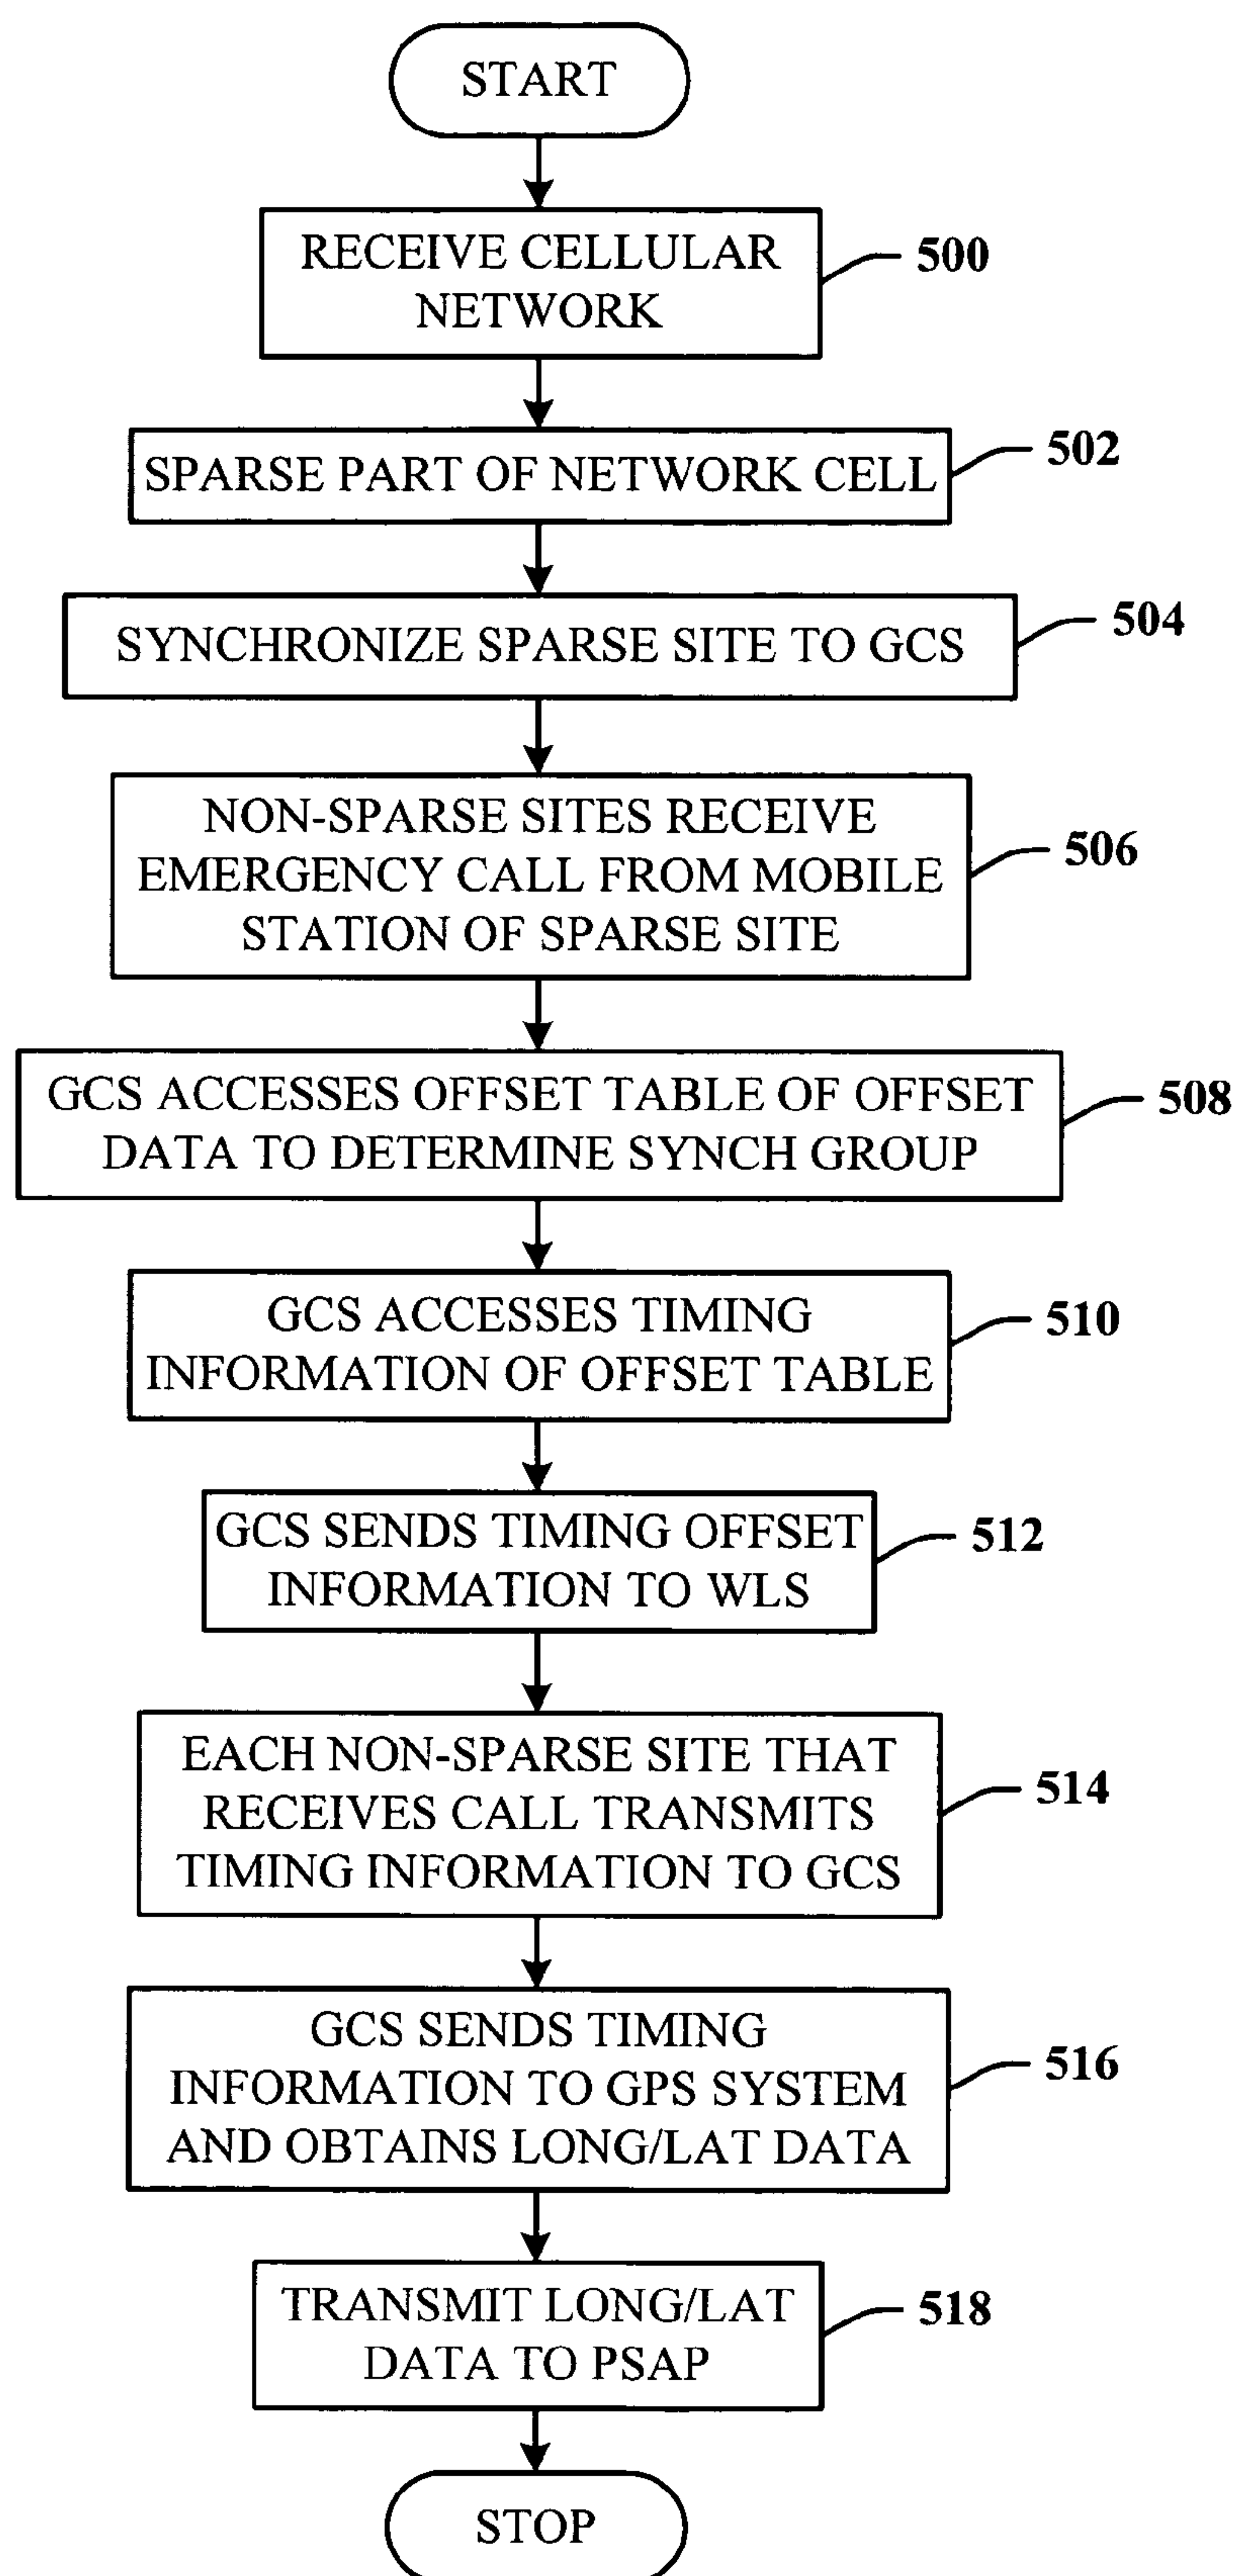 START
RECEIVE CELLULAR
NETWORK
500
SPARSE PART OF NETWORK CELL
502
SYNCHRONIZE SPARSE SITE TO GCS
504
NON-SPARSE SITES RECEIVE
EMERGENCY CALL FROM MOBILE
STATION OF SPARSE SITE
506
GCS ACCESSES OFFSET TABLE OF OFFSET
DATA TO DETERMINE SYNCH GROUP
508
GCS ACCESSES TIMING
INFORMATION OF OFFSET TABLE
510
GCS SENDS TIMING OFFSET
INFORMATION TO WLS
512
EACH NON-SPARSE SITE THAT
RECEIVES CALL TRANSMITS
TIMING INFORMATION TO GCS
514
GCS SENDS TIMING
INFORMATION TO GPS SYSTEM
AND OBTAINS LONG/LAT DATA
516
TRANSMIT LONG/LAT
DATA TO PSAP
518
STOP